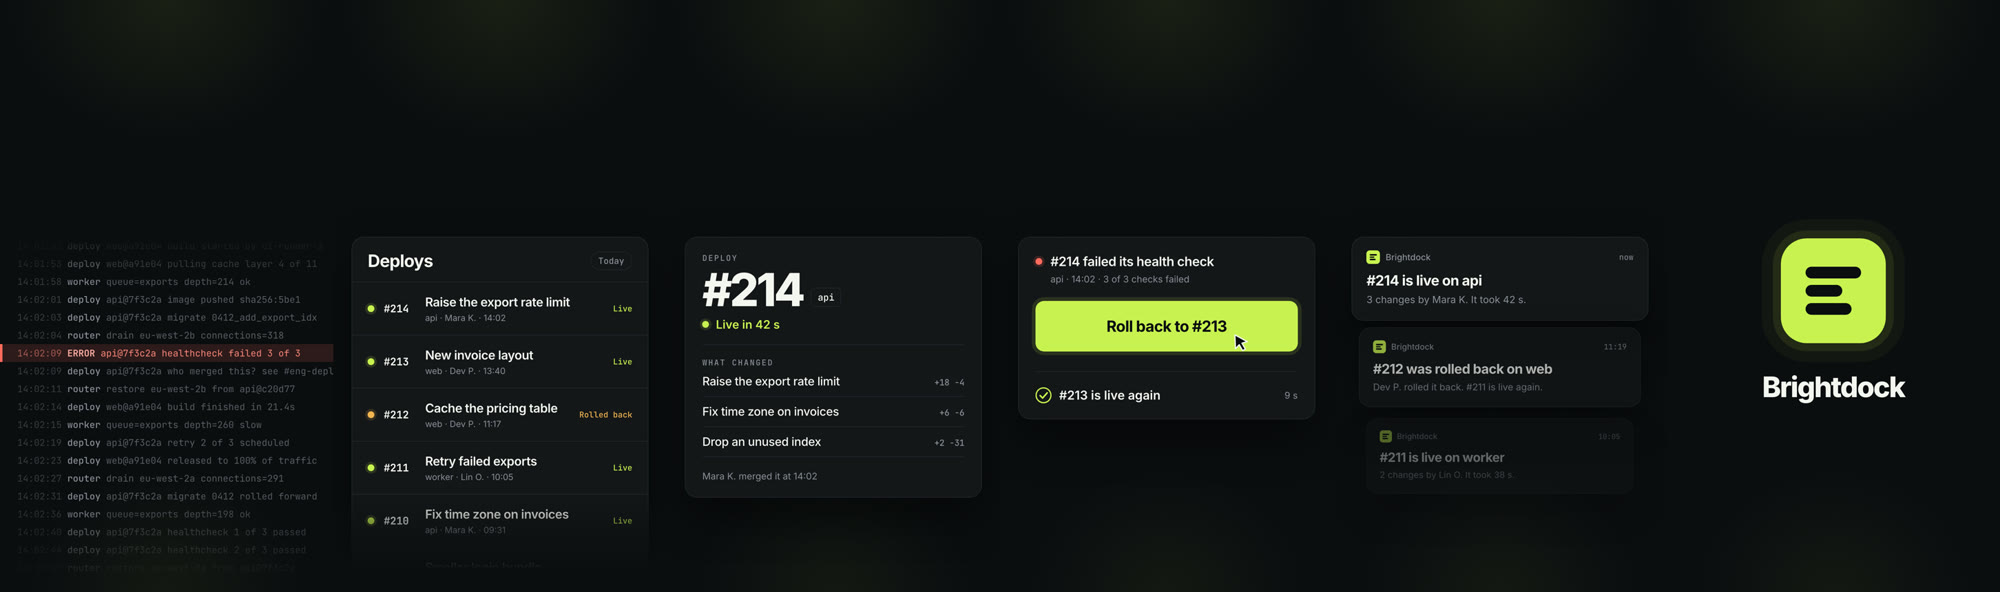 14:01:53 deploy web@a91e04 pulling cache layer 4 of 11
14:01:58 worker queue=exports depth=214 ok
14:02:01 deploy api@7f3c2a image pushed sha256:5be1
14:02:03 deploy api@7f3c2a migrate 0412_add_export_idx
14:02:04 router drain eu-west-2b connections=318
14:02:09 ERROR api@7f3c2a healthcheck failed 3 of 3
14:02:09 deploy api@7f3c2a who merged this? see #eng-depl
14:02:11 router restore eu-west-2b from api@c20d77
14:02:14 deploy web@a91e04 build finished in 21.4s
14:02:15 worker queue=exports depth=260 slow
14:02:19 deploy api@7f3c2a retry 2 of 3 scheduled
14:02:23 deploy web@a91e04 released to 100% of traffic
14:02:27 router drain eu-west-2a connections=291
14:02:31 deploy api@7f3c2a migrate 0412 rolled forward
14:02:36 worker queue=exports depth=198 ok
14:02:40 deploy api@7f3c2a healthcheck 1 of 3 passed
14:02:44 deploy api@7f3c2a healthcheck 2 of 3 passed
Deploys
Today
#214 Raise the export rate limit Live
api · Mara K. · 14:02
#213 New invoice layout Live
web · Dev P. · 13:40
#212 Cache the pricing table Rolled back
web · Dev P. · 11:17
#211 Retry failed exports Live
worker · Lin O. · 10:05
#210 Fix time zone on invoices Live
api · Mara K. · 09:31
DEPLOY
#214 api
Live in 42 s
WHAT CHANGED
Raise the export rate limit +18 -4
Fix time zone on invoices +6 -6
Drop an unused index +2 -31
Mara K. merged it at 14:02
#214 failed its health check
api · 14:02 · 3 of 3 checks failed
Roll back to #213
#213 is live again 9 s
Brightdock now
#214 is live on api
3 changes by Mara K. It took 42 s.
Brightdock 11:19
#212 was rolled back on web
Dev P. rolled it back. #211 is live again.
Brightdock 10:05
#211 is live on worker
2 changes by Lin O. It took 38 s.
Brightdock